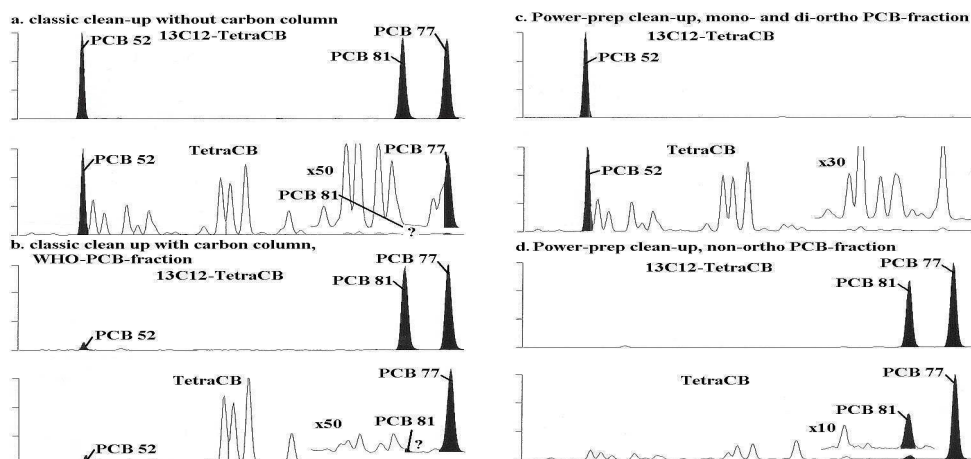 a. classic clean-up without carbon column
13C12-TetraCB
PCB 52
PCB 81
PCB 77
TetraCB
PCB 52
x50
PCB 81
PCB 77
?
b. classic clean up with carbon column,
WHO-PCB-fraction
13C12-TetraCB
PCB 52
PCB 81
PCB 77
TetraCB
PCB 52
x50
PCB 81
?
PCB 77
c. Power-prep clean-up, mono- and di-ortho PCB-fraction
13C12-TetraCB
PCB 52
TetraCB
PCB 52
x30
d. Power-prep clean-up, non-ortho PCB-fraction
13C12-TetraCB
PCB 81
PCB 77
TetraCB
x10
PCB 81
PCB 77